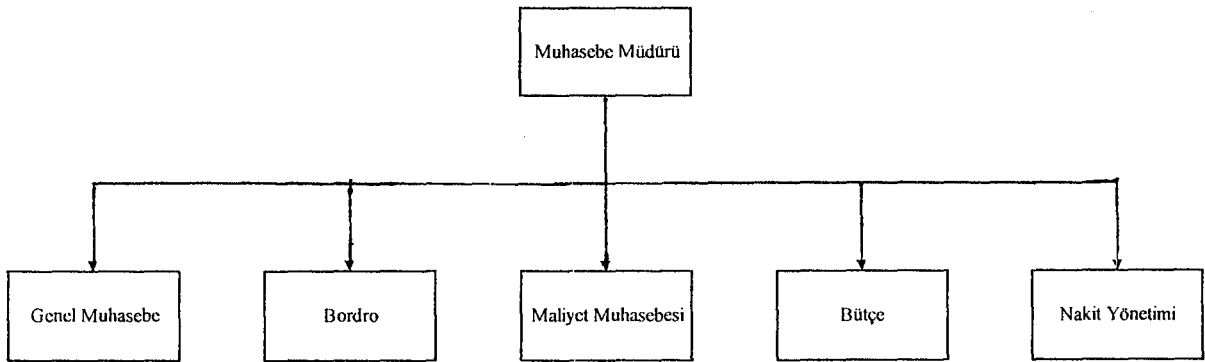 Muhasebe Müdürü
Genel Muhasebe
Bordro
Maliyet Muhasebesi
Bütçe
Nakit Yönetimi